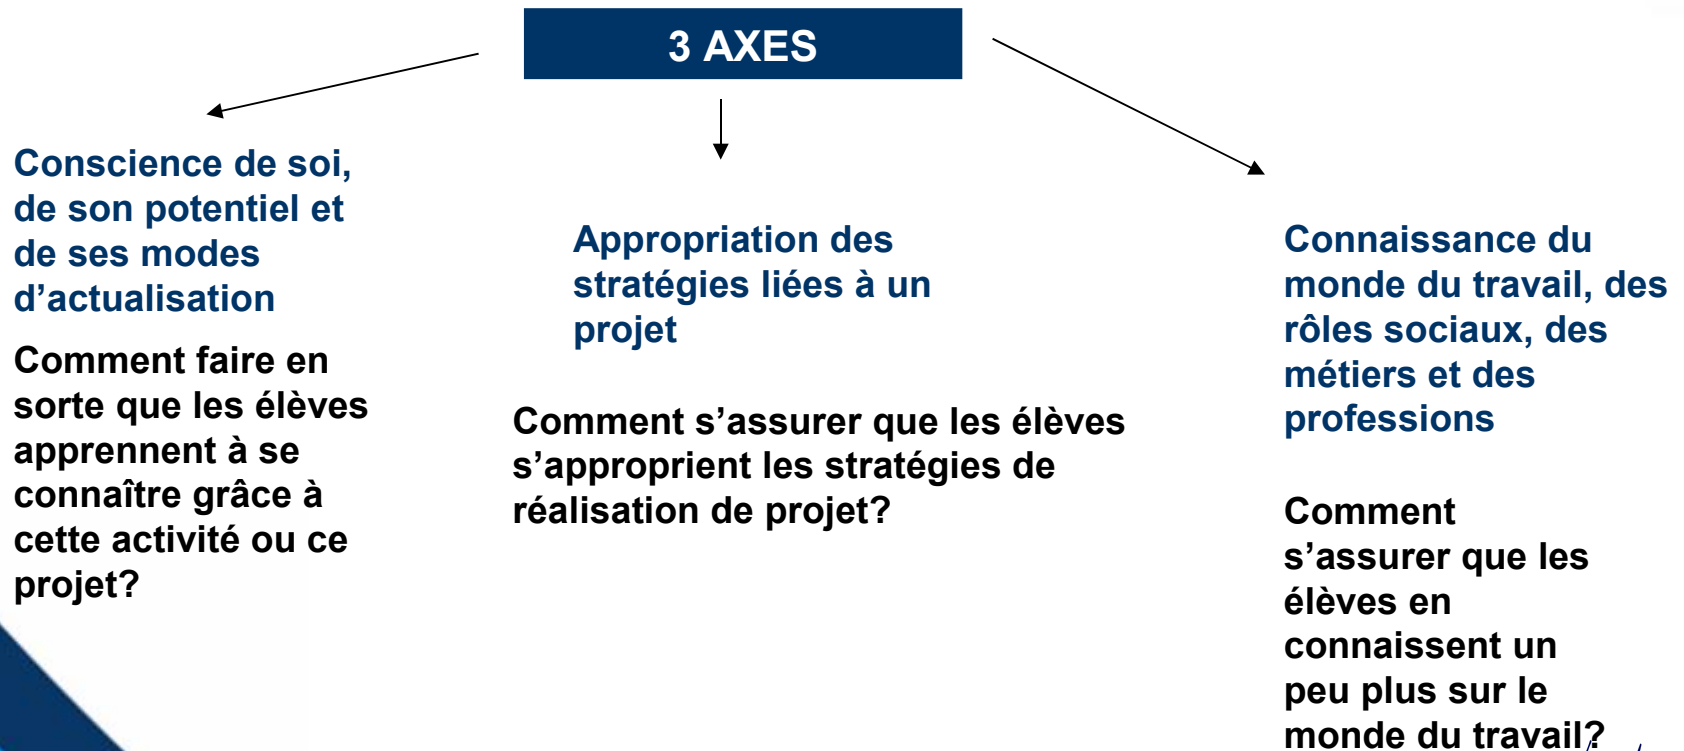 3 AXES
Conscience de soi,
de son potentiel et
de ses modes
d’actualisation
Comment faire en
sorte que les élèves
apprennent à se
connaître grâce à
cette activité ou ce
projet?
Appropriation des
stratégies liées à un
projet
Comment s’assurer que les élèves
s’approprient les stratégies de
réalisation de projet?
Connaissance du
monde du travail, des
rôles sociaux, des
métiers et des
professions
Comment
s’assurer que les
élèves en
connaissent un
peu plus sur le
monde du travail?